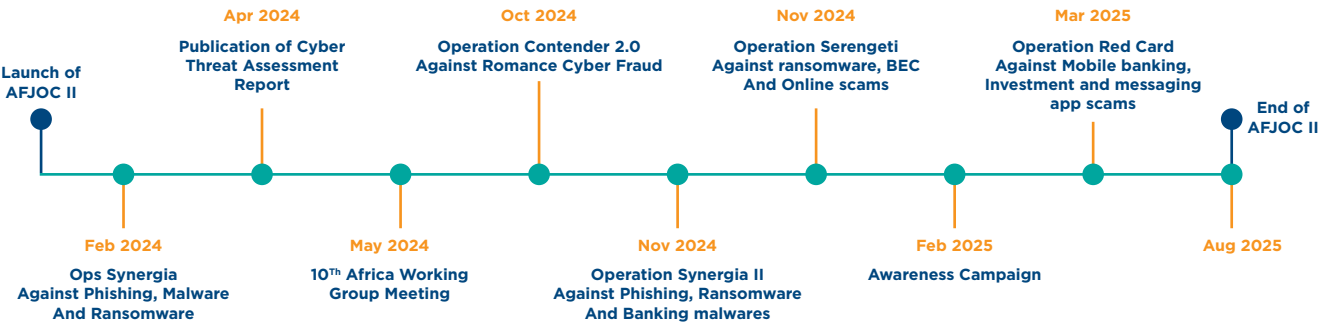 Launch of
AFJOC II
Feb 2024
Ops Synergia
Against Phishing, Malware
And Ransomware
Apr 2024
Publication of Cyber
Threat Assessment
Report
May 2024
10Th Africa Working
Group Meeting
Oct 2024
Operation Contender 2.0
Against Romance Cyber Fraud
Nov 2024
Operation Synergia II
Against Phishing, Ransomware
And Banking malwares
Nov 2024
Operation Serengeti
Against ransomware, BEC
And Online scams
Feb 2025
Awareness Campaign
Mar 2025
Operation Red Card
Against Mobile banking,
Investment and messaging
app scams
End of
AFJOC II
Aug 2025